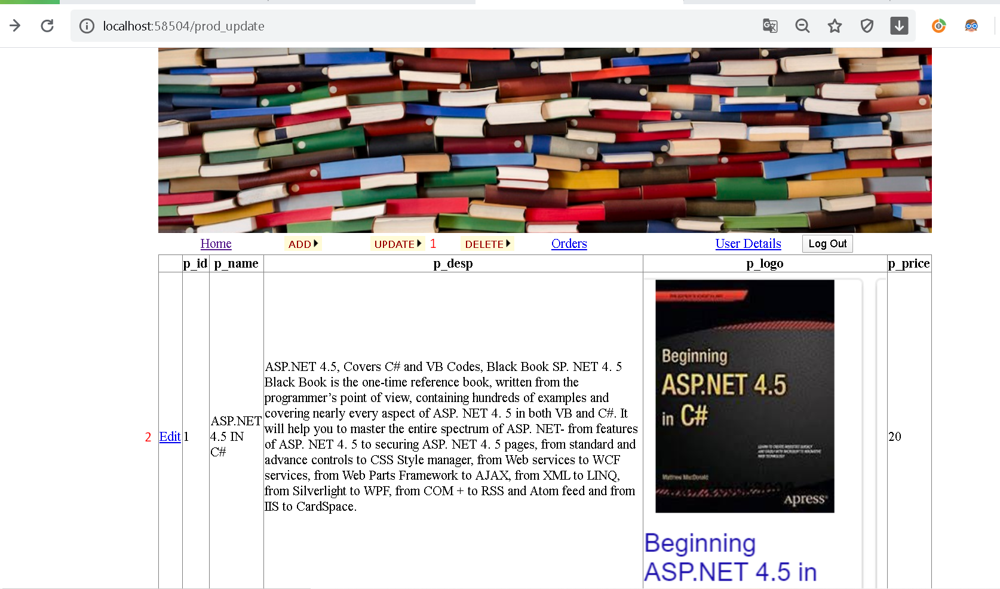 localhost:58504/prod_update
Home ADD UPDATE 1 DELETE Orders User Details Log Out
p_id p_name p_desp p_logo p_price
2 Edit 1
ASP.NET
4.5 IN
C#
ASP.NET 4.5, Covers C# and VB Codes, Black Book SP. NET 4. 5
Black Book is the one-time reference book, written from the
programmer’s point of view, containing hundreds of examples and
covering nearly every aspect of ASP. NET 4. 5 in both VB and C#. It
will help you to master the entire spectrum of ASP. NET- from features
of ASP. NET 4. 5 to securing ASP. NET 4. 5 pages, from standard and
advance controls to CSS Style manager, from Web services to WCF
services, from Web Parts Framework to AJAX, from XML to LINQ,
from Silverlight to WPF, from COM + to RSS and Atom feed and from
IIS to CardSpace.
Beginning
ASP.NET 4.5
in C#
Matthew MacDonald
Apress®
Beginning
ASP.NET 4.5 in
20